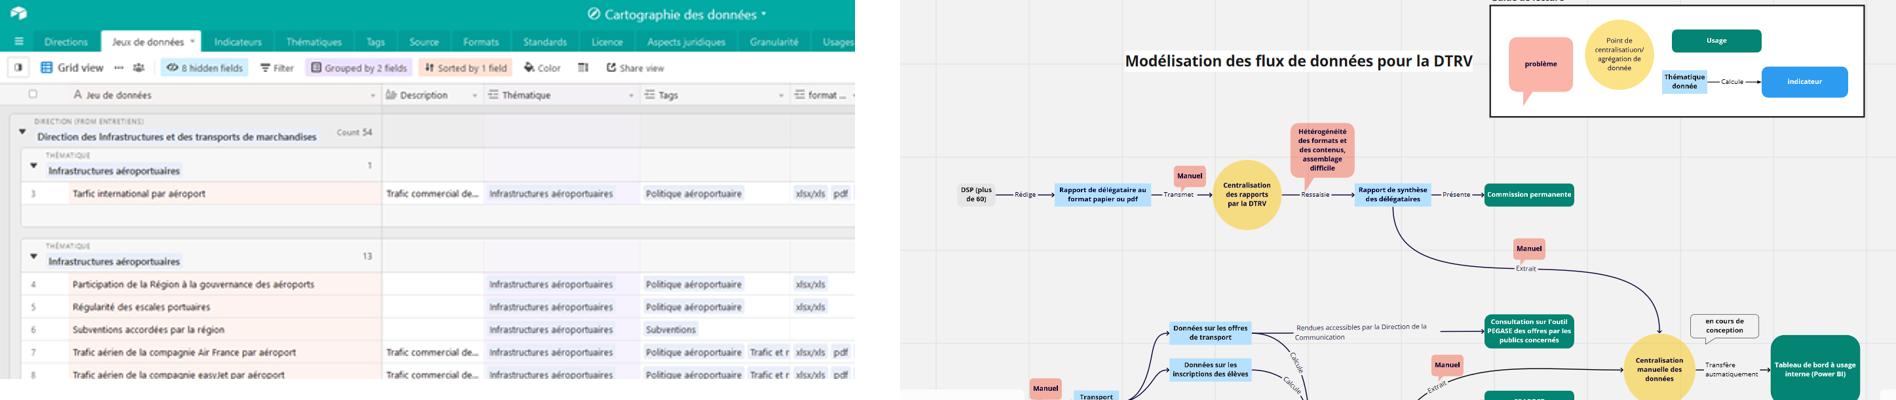 Cartographie des données
Directions Jeux de données Indicateurs Thématiques Tags Source Formats Standards Licence Aspects juridiques Granularité Usages
Grid view 8 hidden fields Filter Grouped by 2 fields Sorted by 1 field Color Share view
Jeu de données Description Thématique Tags format ...
DIRECTION (FROM ENTRETIENS)
Direction des Infrastructures et des transports de marchandises Count 54
THÉMATIQUE
Infrastructures aéroportuaires 1
3 Tarfic international par aéroport Trafic commercial de... Infrastructures aéroportuaires Politique aéroportuaire xlsx/xls pdf
THÉMATIQUE
Infrastructures aéroportuaires 13
4 Participation de la Région à la gouvernance des aéroports Infrastructures aéroportuaires Politique aéroportuaire xlsx/xls
5 Régularité des escales portuaires Infrastructures aéroportuaires Politique aéroportuaire xlsx/xls
6 Subventions accordées par la région Infrastructures aéroportuaires Subventions
7 Trafic aérien de la compagnie Air France par aéroport Trafic commercial de... Infrastructures aéroportuaires Politique aéroportuaire Trafic et r xlsx/xls pdf
8 Trafic aérien de la compagnie easyJet par aéroport Trafic commercial de... Infrastructures aéroportuaires Politique aéroportuaire Trafic et r xlsx/xls pdf
Modélisation des flux de données pour la DTRV
problème
Point de
centralisatiuon/
agrégation de
donnée
Usage
Thématique
donnée
Calcule
indicateur
DSP (plus
de 60)
Rédige
Rapport de délégataire au
format papier ou pdf
Manuel
Transmet
Centralisation
des rapports
par la DTRV
Hétérogénéité
des formats et
des contenus,
assemblage
difficile
Ressaisie
Rapport de synthèse
des délégataires
Présente
Commission permanente
Manuel
Extrait
Données sur les offres
de transport
Rendues accessibles par la Direction de la
Communication
Consultation sur l'outil
PEGASE des offres par les
publics concernés
en cours de
conception
Données sur les
inscriptions des élèves
Calcule
Calcule
Manuel
Extrait
Centralisation
manuelle des
données
Transfère
autmatiquement
Tableau de bord à usage
interne (Power BI)
Manuel
Transport